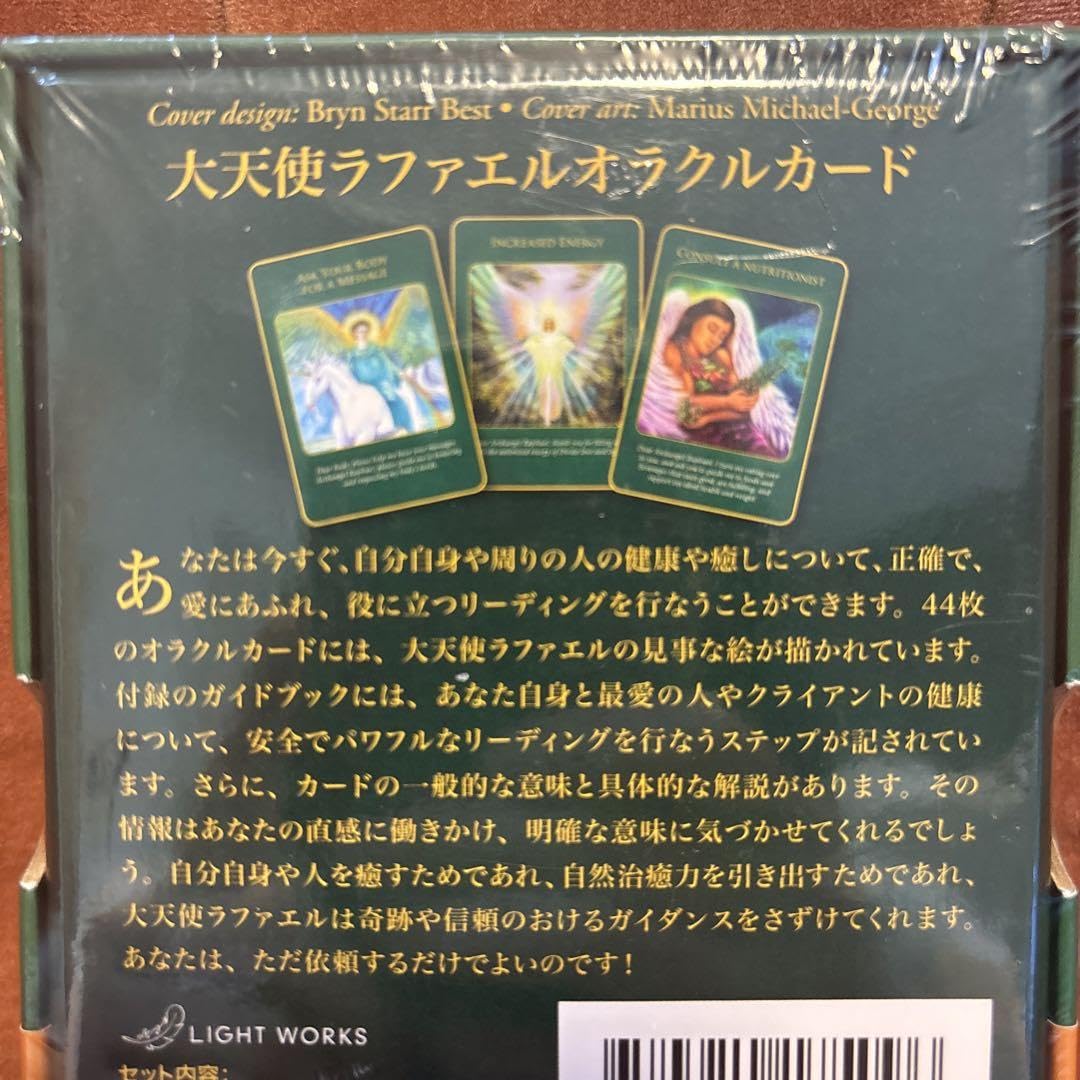 Cover design: Bryn Starr Best • Cover art: Marius Michael-George
大天使ラファエルオラクルカード
ASK YOUR BODY
FOR A MESSAGE
INCREASED ENERGY
CONSULT A NUTRITIONIST
あなたは今すぐ、自分自身や周りの人の健康や癒しについて、正確で、
愛にあふれ、役に立つリーディングを行なうことができます。44枚
のオラクルカードには、大天使ラファエルの見事な絵が描かれています。
付録のガイドブックには、あなた自身と最愛の人やクライアントの健康
について、安全でパワフルなリーディングを行なうステップが記されてい
ます。さらに、カードの一般的な意味と具体的な解説があります。その
情報はあなたの直感に働きかけ、明確な意味に気づかせてくれるでしょ
う。自分自身や人を癒すためであれ、自然治癒力を引き出すためであれ、
大天使ラファエルは奇跡や信頼のおけるガイダンスをさずけてくれます。
あなたは、ただ依頼するだけでよいのです!
LIGHT WORKS
セット内容: